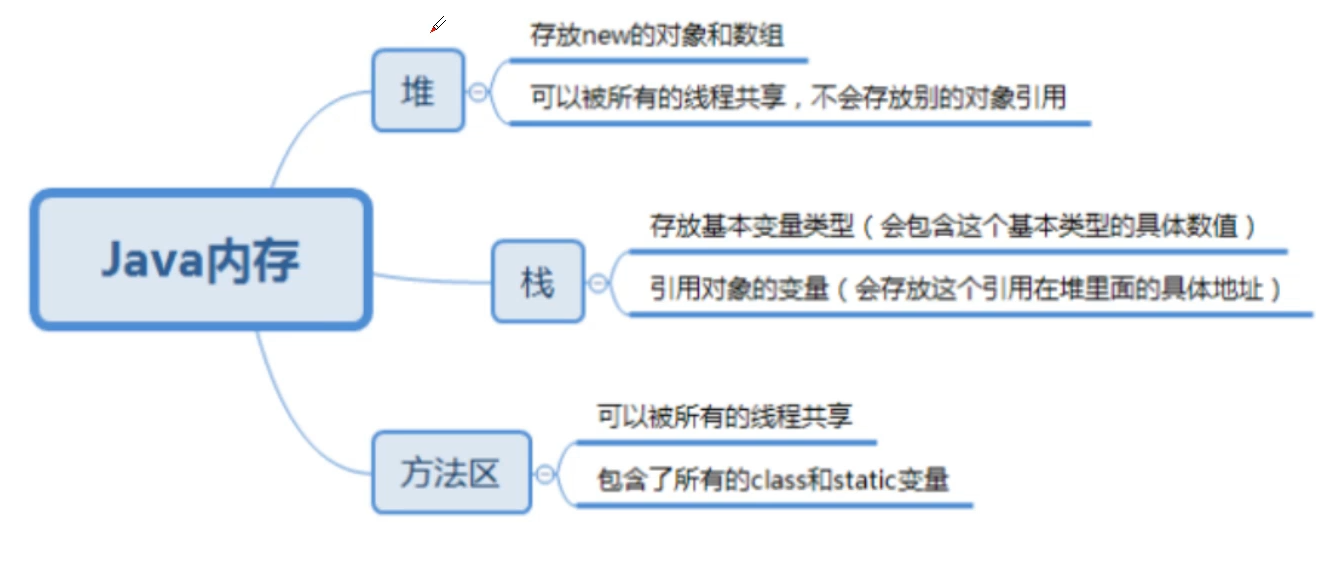 存放new的对象和数组
堆
可以被所有的线程共享，不会存放别的对象引用
Java内存
存放基本变量类型（会包含这个基本类型的具体数值）
栈
引用对象的变量（会存放这个引用在堆里面的具体地址）
可以被所有的线程共享
方法区
包含了所有的class和static变量